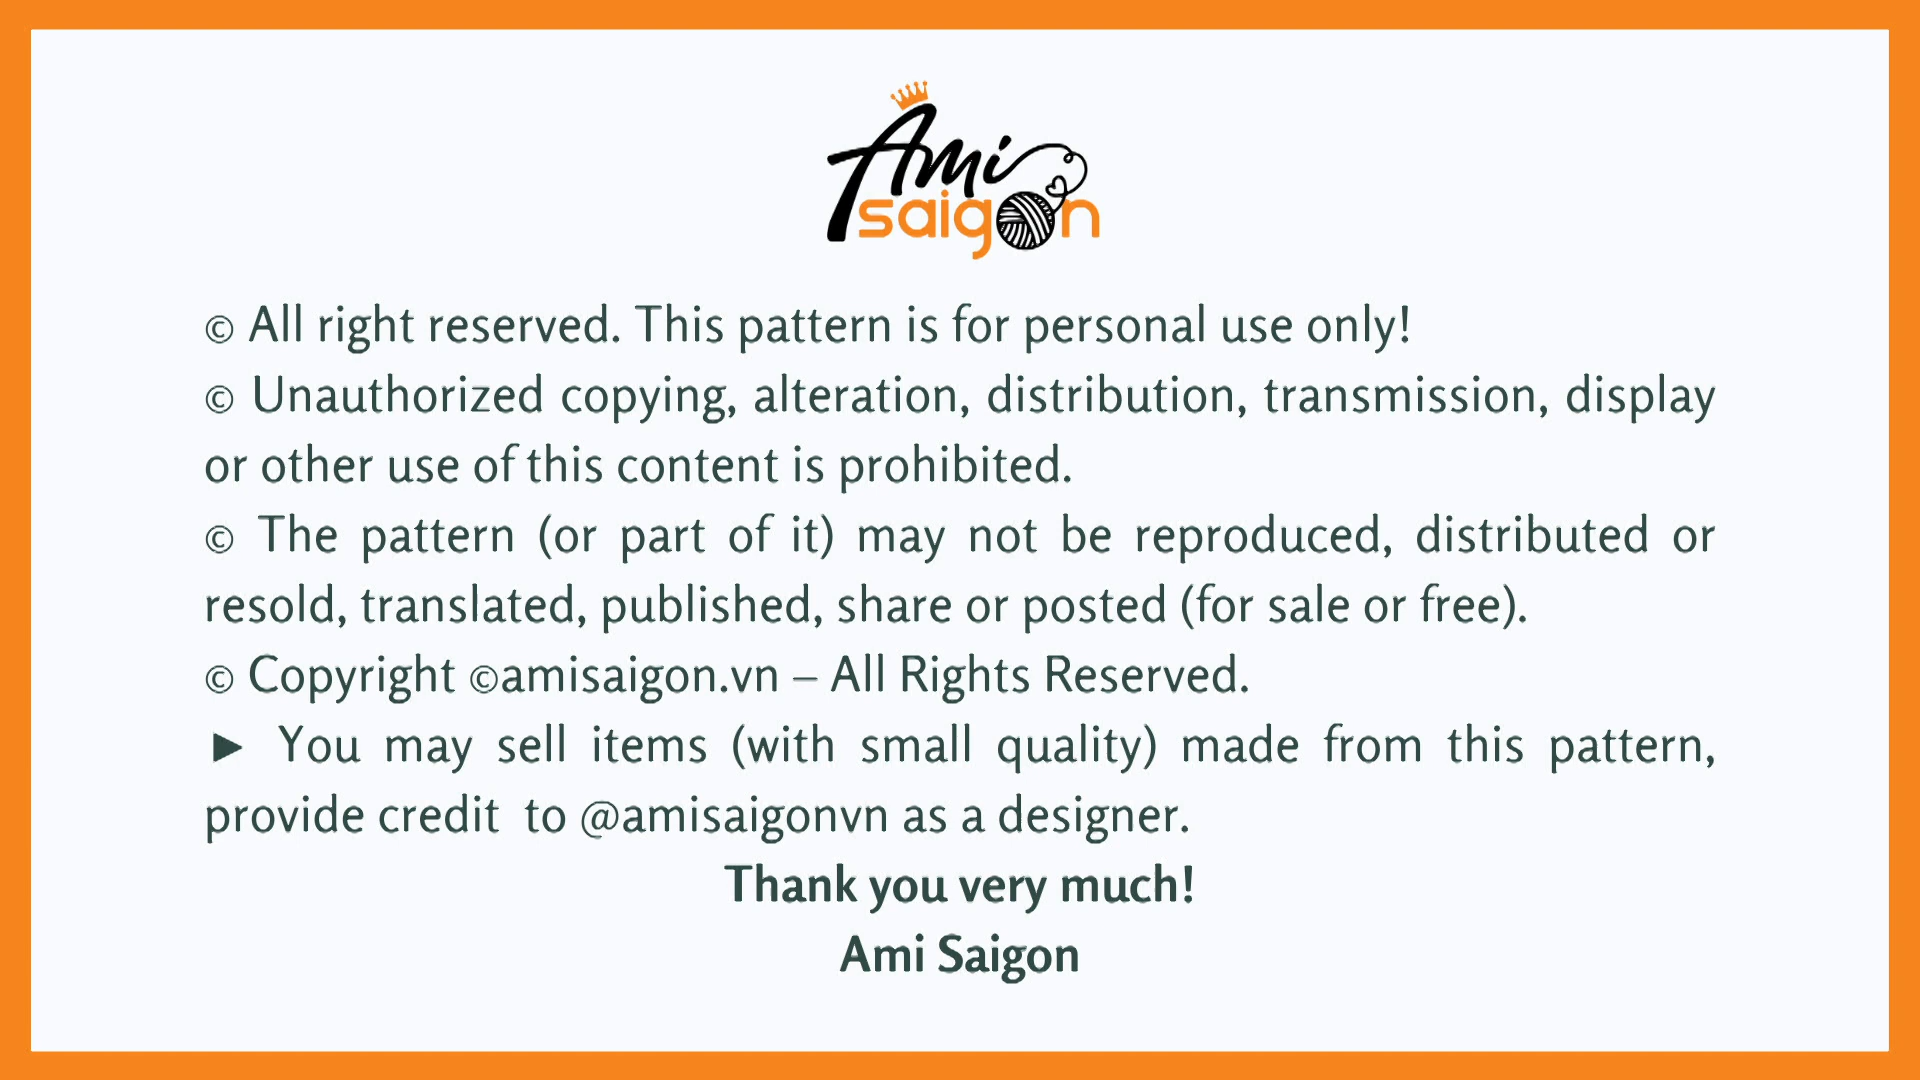 Ami
saigon
© All right reserved. This pattern is for personal use only!
© Unauthorized copying, alteration, distribution, transmission, display
or other use of this content is prohibited.
© The pattern (or part of it) may not be reproduced, distributed or
resold, translated, published, share or posted (for sale or free).
© Copyright ©amisaigon.vn – All Rights Reserved.
► You may sell items (with small quality) made from this pattern,
provide credit  to @amisaigonvn as a designer.
Thank you very much!
Ami Saigon